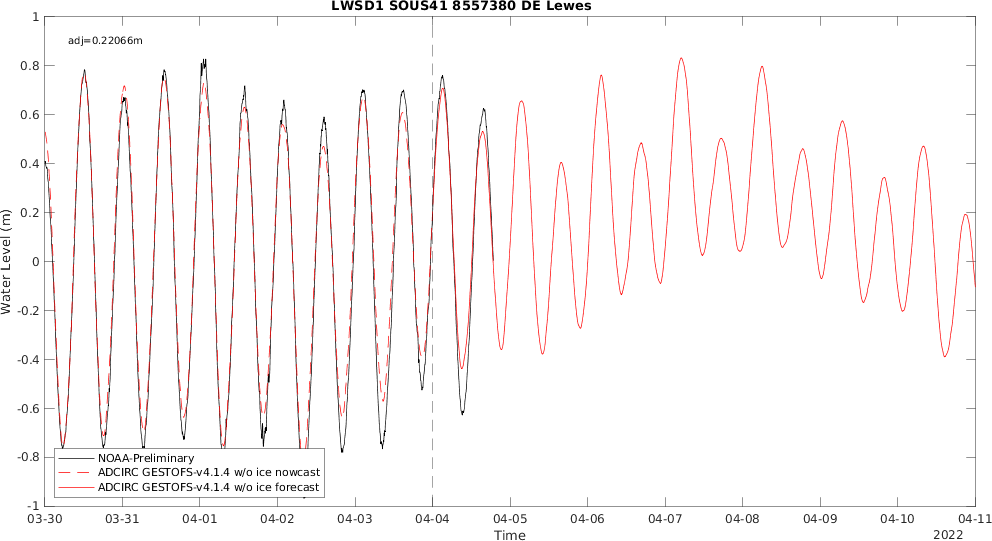 LWSD1 SOUS41 8557380 DE Lewes
adj=0.22066m
1
0.8
0.6
0.4
0.2
0
-0.2
-0.4
-0.6
-0.8
-1
Water Level (m)
NOAA-Preliminary
ADCIRC GESTOFS-v4.1.4 w/o ice nowcast
ADCIRC GESTOFS-v4.1.4 w/o ice forecast
03-30 03-31 04-01 04-02 04-03 04-04 04-05 04-06 04-07 04-08 04-09 04-10 04-11
Time
2022